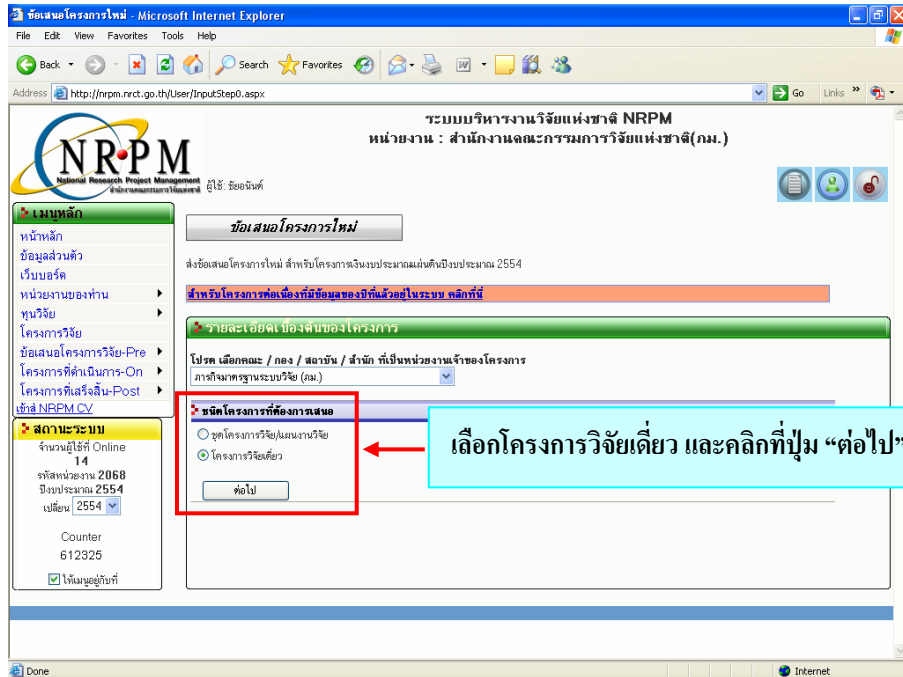 ข้อเสนอโครงการใหม่ - Microsoft Internet Explorer
File Edit View Favorites Tools Help
Back Search Favorites
Address http://nrpm.nrct.go.th/User/InputStep0.aspx Go Links »
ระบบบริหารงานวิจัยแห่งชาติ NRPM
หน่วยงาน : สำนักงานคณะกรรมการวิจัยแห่งชาติ(ภม.)
NRPM
National Research Project Management
ผู้ใช้: ชัยอนันต์
เมนูหลัก
หน้าหลัก
ข้อมูลส่วนตัว
เว็บบอร์ด
หน่วยงานของท่าน
ทุนวิจัย
โครงการวิจัย
ข้อเสนอโครงการวิจัย-Pre
โครงการที่ดำเนินการ-On
โครงการที่เสร็จสิ้น-Post
เข้าสู่ NRPM CV
สถานะระบบ
จำนวนผู้ใช้ที่ Online
14
รหัสหน่วยงาน 2068
ปีงบประมาณ 2554
เปลี่ยน 2554
Counter
612325
ให้เมนูอยู่กับที่
ข้อเสนอโครงการใหม่
ส่งข้อเสนอโครงการใหม่ สำหรับโครงการเงินงบประมาณแผ่นดินปีงบประมาณ 2554
สำหรับโครงการต่อเนื่องที่มีข้อมูลของปีที่แล้วอยู่ในระบบ คลิกที่นี่
รายละเอียดเบื้องต้นของโครงการ
โปรด เลือกคณะ / กอง / สถาบัน / สำนัก ที่เป็นหน่วยงานเจ้าของโครงการ
ภารกิจมาตรฐานระบบวิจัย (ภม.)
ชนิดโครงการที่ต้องการเสนอ
ชุดโครงการวิจัย/แผนงานวิจัย
โครงการวิจัยเดี่ยว
ต่อไป
เลือกโครงการวิจัยเดี่ยว และคลิกที่ปุ่ม “ต่อไป”
Done Internet